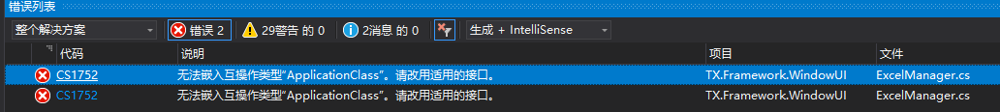 错误列表
整个解决方案 错误 2 29警告 的 0 2消息 的 0 生成 + IntelliSense
代码 说明 项目 文件
CS1752 无法嵌入互操作类型“ApplicationClass”。请改用适用的接口。 TX.Framework.WindowUI ExcelManager.cs
CS1752 无法嵌入互操作类型“ApplicationClass”。请改用适用的接口。 TX.Framework.WindowUI ExcelManager.cs